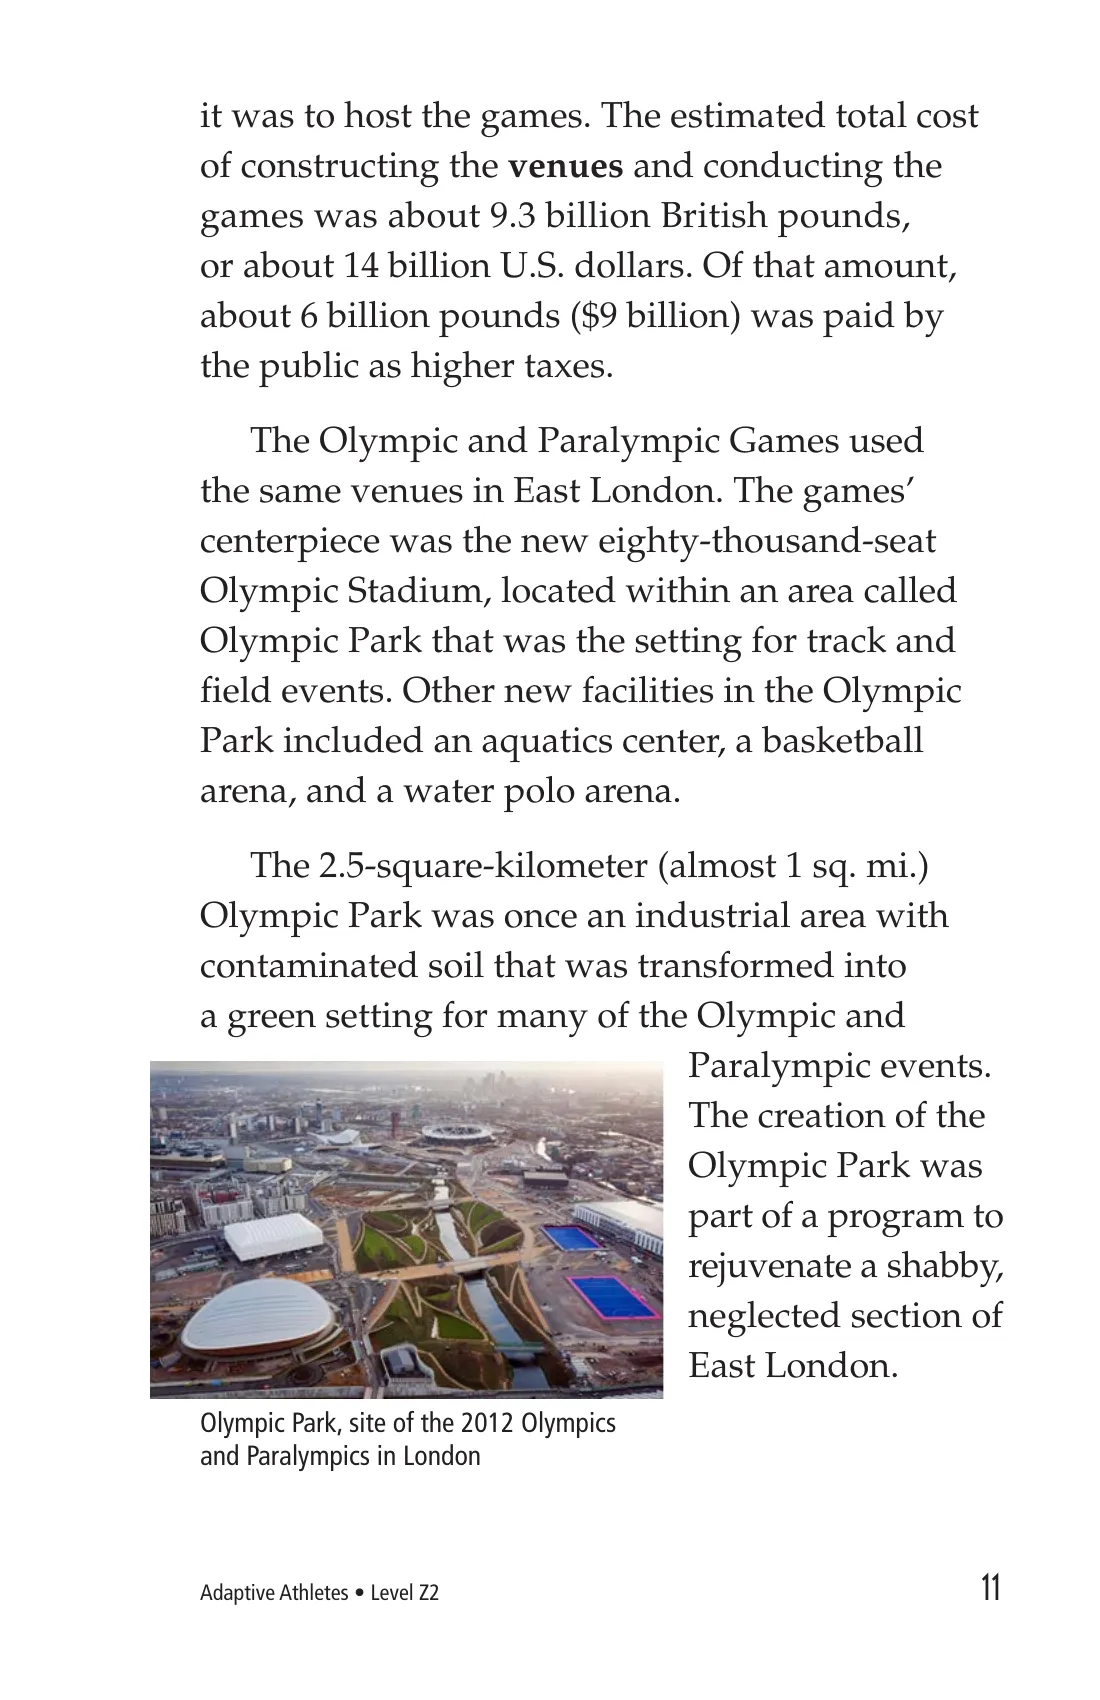 it was to host the games. The estimated total cost
of constructing the venues and conducting the
games was about 9.3 billion British pounds,
or about 14 billion U.S. dollars. Of that amount,
about 6 billion pounds ($9 billion) was paid by
the public as higher taxes.
The Olympic and Paralympic Games used
the same venues in East London. The games’
centerpiece was the new eighty-thousand-seat
Olympic Stadium, located within an area called
Olympic Park that was the setting for track and
field events. Other new facilities in the Olympic
Park included an aquatics center, a basketball
arena, and a water polo arena.
The 2.5-square-kilometer (almost 1 sq. mi.)
Olympic Park was once an industrial area with
contaminated soil that was transformed into
a green setting for many of the Olympic and
Paralympic events.
The creation of the
Olympic Park was
part of a program to
rejuvenate a shabby,
neglected section of
East London.
Olympic Park, site of the 2012 Olympics
and Paralympics in London
Adaptive Athletes • Level Z2
11